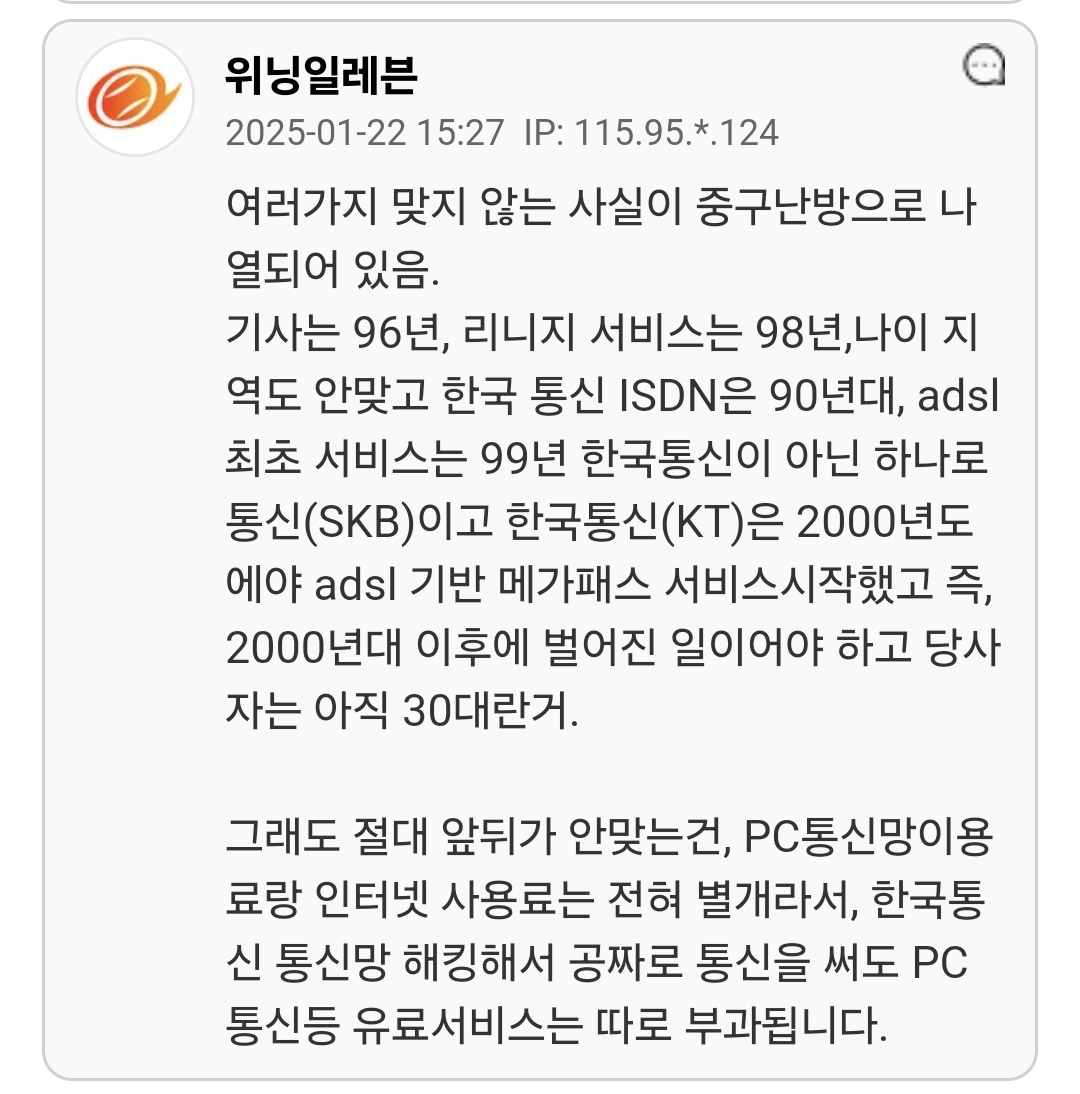 위닝일레븐
2025-01-22 15:27 IP: 115.95.*.124
여러가지 맞지 않는 사실이 중구난방으로 나
열되어 있음.
기사는 96년, 리니지 서비스는 98년,나이 지
역도 안맞고 한국 통신 ISDN은 90년대, adsl
최초 서비스는 99년 한국통신이 아닌 하나로
통신(SKB)이고 한국통신(KT)은 2000년도
에야 adsl 기반 메가패스 서비스시작했고 즉,
2000년대 이후에 벌어진 일이어야 하고 당사
자는 아직 30대란거.
그래도 절대 앞뒤가 안맞는건, PC통신망이용
료랑 인터넷 사용료는 전혀 별개라서, 한국통
신 통신망 해킹해서 공짜로 통신을 써도 PC
통신등 유료서비스는 따로 부과됩니다.